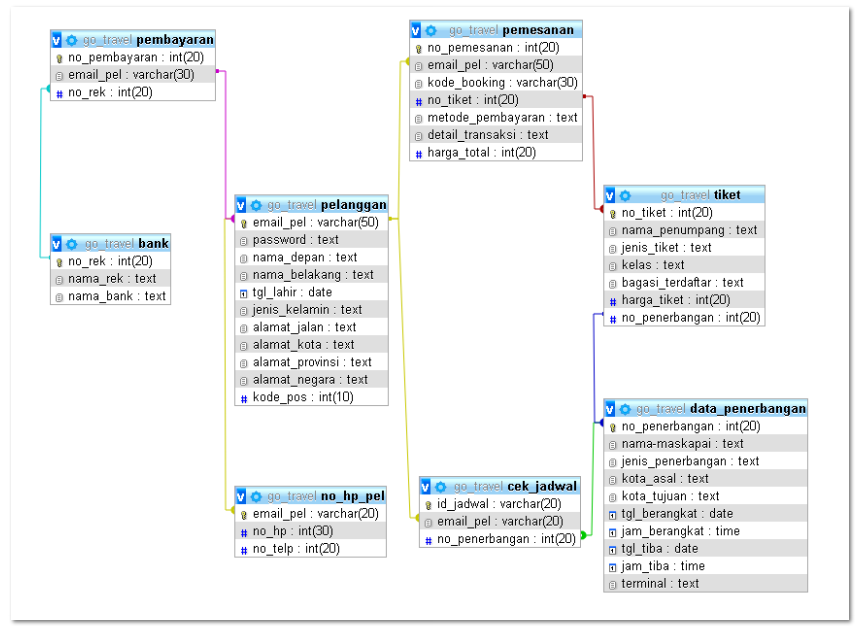 go_travel pembayaran
no_pembayaran : int(20)
email_pel : varchar(30)
# no_rek : int(20)
go_travel bank
no_rek : int(20)
nama_rek : text
nama_bank : text
go_travel pelanggan
email_pel : varchar(50)
password : text
nama_depan : text
nama_belakang : text
tgl_lahir : date
jenis_kelamin : text
alamat_jalan : text
alamat_kota : text
alamat_provinsi : text
alamat_negara : text
# kode_pos : int(10)
go_travel no_hp_pel
email_pel : varchar(20)
# no_hp : int(30)
# no_telp : int(20)
go_travel pemesanan
no_pemesanan : int(20)
email_pel : varchar(50)
kode_booking : varchar(30)
# no_tiket : int(20)
metode_pembayaran : text
detail_transaksi : text
# harga_total : int(20)
go_travel cek_jadwal
id_jadwal : varchar(20)
email_pel : varchar(20)
# no_penerbangan : int(20)
go_travel tiket
no_tiket : int(20)
nama_penumpang : text
jenis_tiket : text
kelas : text
bagasi_terdaftar : text
# harga_tiket : int(20)
# no_penerbangan : int(20)
go_travel data_penerbangan
no_penerbangan : int(20)
nama-maskapai : text
jenis_penerbangan : text
kota_asal : text
kota_tujuan : text
tgl_berangkat : date
jam_berangkat : time
tgl_tiba : date
jam_tiba : time
terminal : text